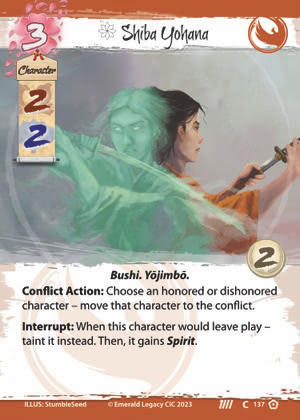 3
Shiba Yohana
Character
2
2
2
Bushi. Yōjimbō.
Conflict Action: Choose an honored or dishonored
character – move that character to the conflict.
Interrupt: When this character would leave play –
taint it instead. Then, it gains Spirit.
ILLUS: StumbleSeed © Emerald Legacy CIC 2023 C 137